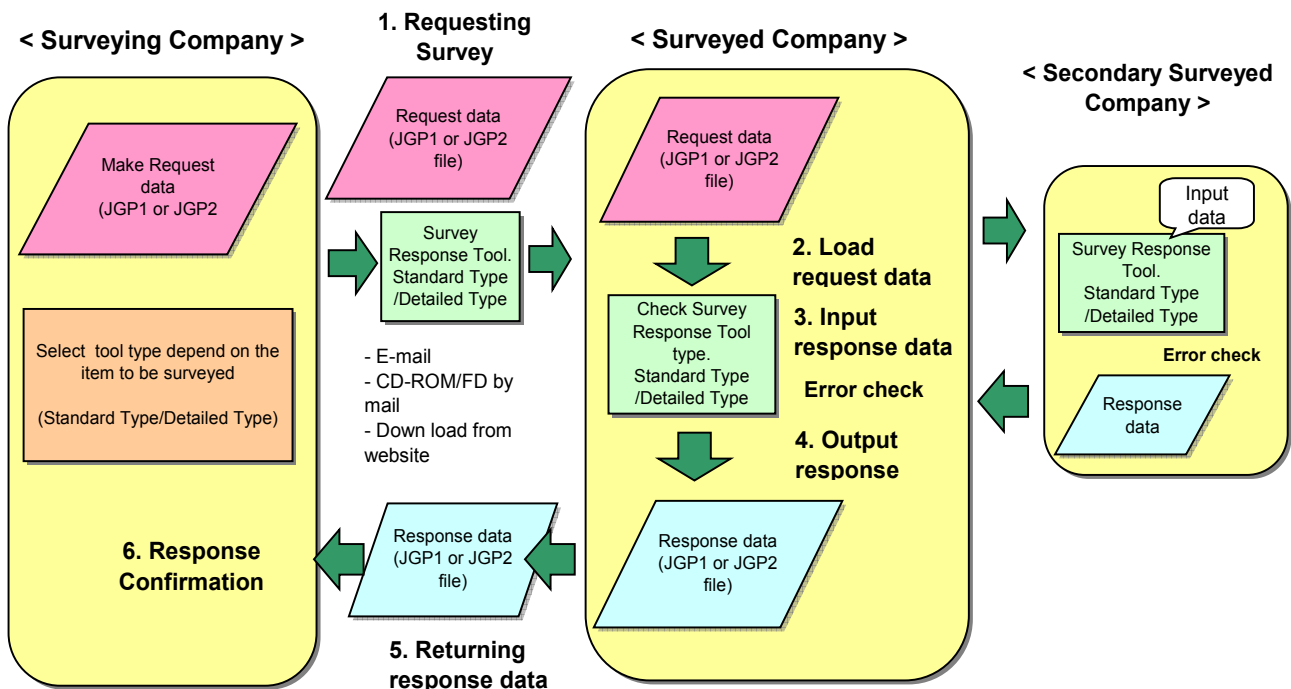 < Surveying Company >
Make Request
data
(JGP1 or JGP2
Select tool type depend on the
item to be surveyed
(Standard Type/Detailed Type)
6. Response
Confirmation
1. Requesting
Survey
Request data
(JGP1 or JGP2
file)
Survey
Response Tool.
Standard Type
/Detailed Type
- E-mail
- CD-ROM/FD by
mail
- Down load from
website
Response data
(JGP1 or JGP2
file)
5. Returning
response data
< Surveyed Company >
Request data
(JGP1 or JGP2
file)
2. Load
request data
Check Survey
Response Tool
type.
Standard Type
/Detailed Type
3. Input
response data
Error check
4. Output
response
Response data
(JGP1 or JGP2
file)
< Secondary Surveyed
Company >
Input
data
Survey Response
Tool.
Standard Type
/Detailed Type
Error check
Response
data